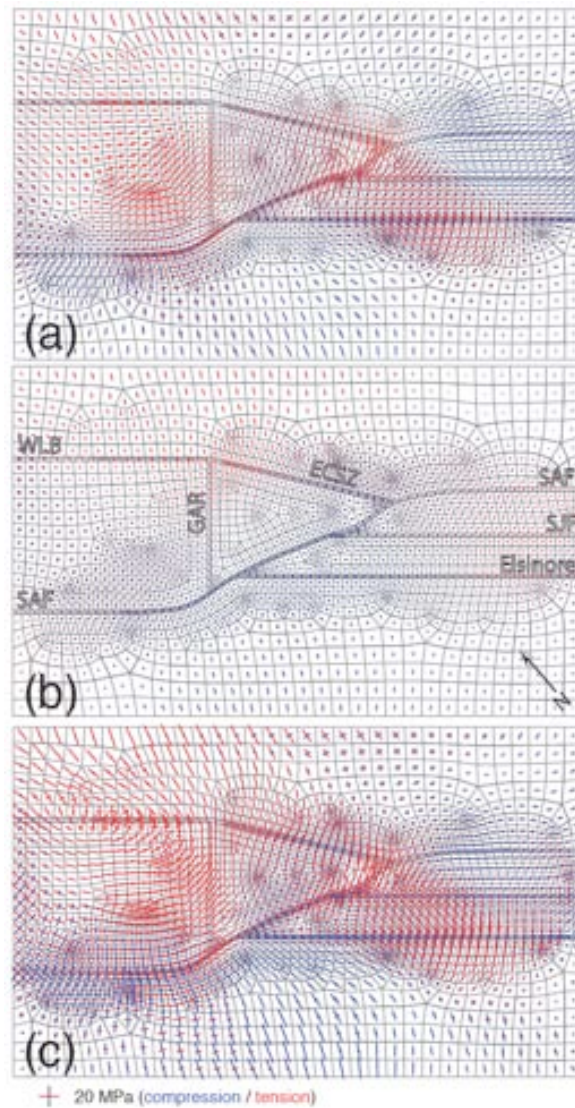 (a)
WLB
GAR
ECSZ
SAF
SJF
Elsinore
SAF
N
(b)
(c)
20 MPa (compression / tension)